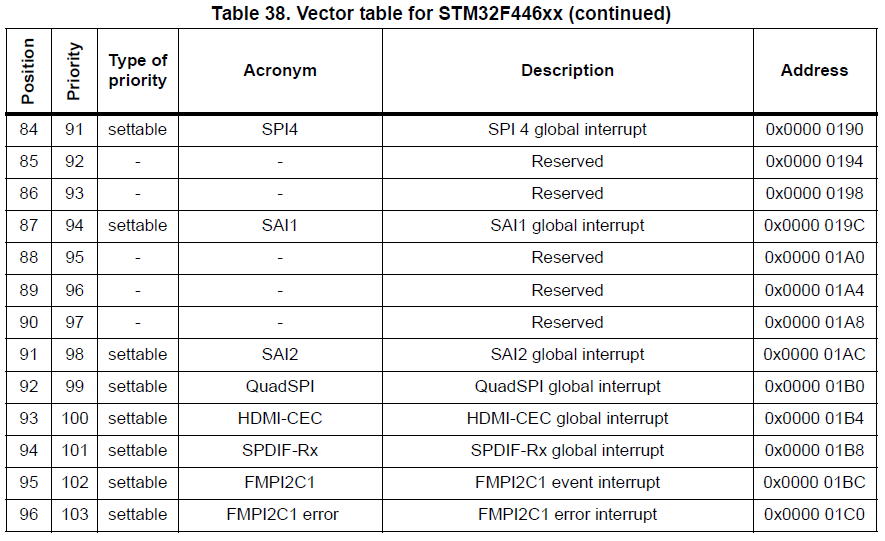 Table 38. Vector table for STM32F446xx (continued)
Position Priority Type of priority Acronym Description Address
84 91 settable SPI4 SPI 4 global interrupt 0x0000 0190
85 92 - - Reserved 0x0000 0194
86 93 - - Reserved 0x0000 0198
87 94 settable SAI1 SAI1 global interrupt 0x0000 019C
88 95 - - Reserved 0x0000 01A0
89 96 - - Reserved 0x0000 01A4
90 97 - - Reserved 0x0000 01A8
91 98 settable SAI2 SAI2 global interrupt 0x0000 01AC
92 99 settable QuadSPI QuadSPI global interrupt 0x0000 01B0
93 100 settable HDMI-CEC HDMI-CEC global interrupt 0x0000 01B4
94 101 settable SPDIF-Rx SPDIF-Rx global interrupt 0x0000 01B8
95 102 settable FMPI2C1 FMPI2C1 event interrupt 0x0000 01BC
96 103 settable FMPI2C1 error FMPI2C1 error interrupt 0x0000 01C0